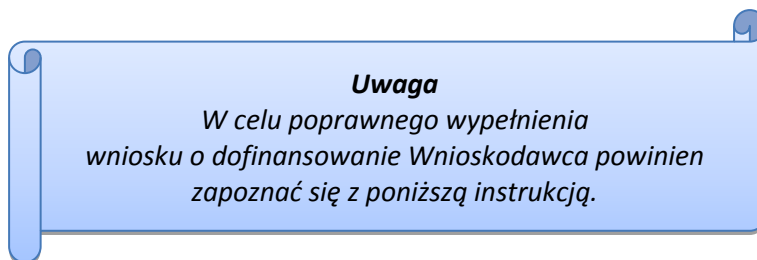 Uwaga
W celu poprawnego wypełnienia
wniosku o dofinansowanie Wnioskodawca powinien
zapoznać się z poniższą instrukcją.